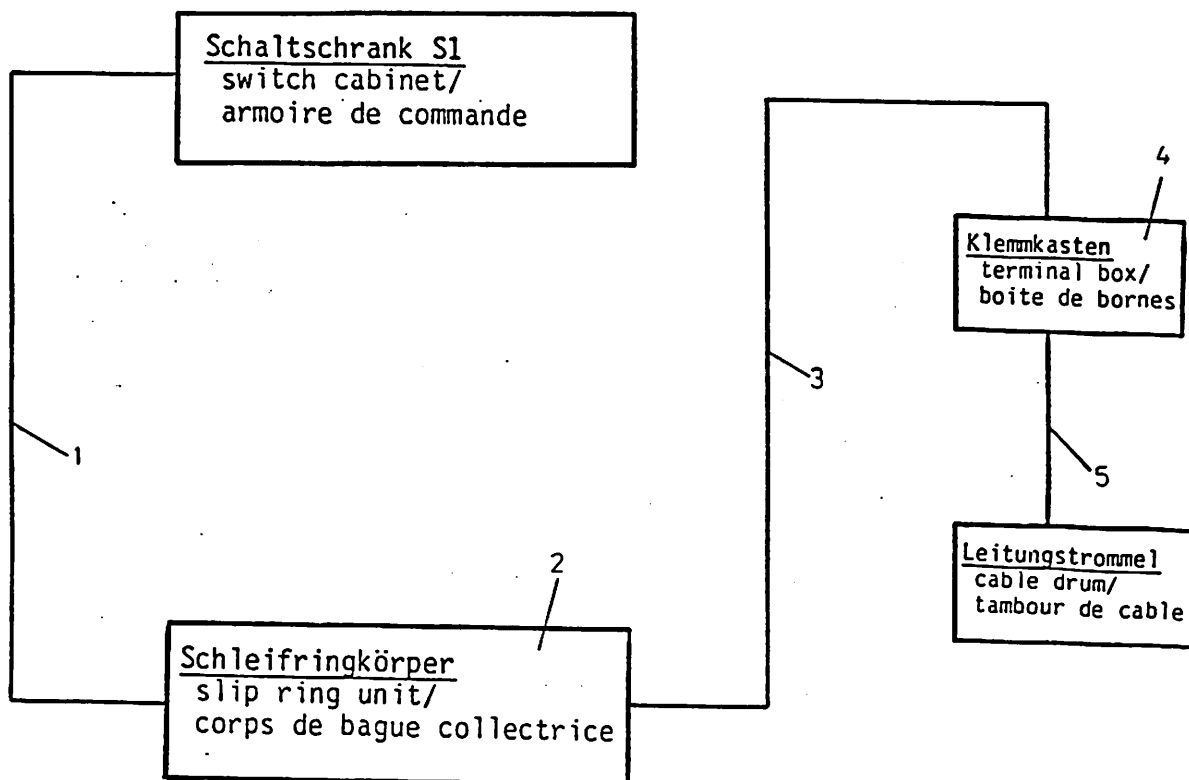 Schaltschrank S1
switch cabinet/
armoire de commande
4
Klemmkasten
terminal box/
boite de bornes
3
1
5
2
Leitungstrommel
cable drum/
tambour de cable
Schleifringkörper
slip ring unit/
corps de bague collectrice